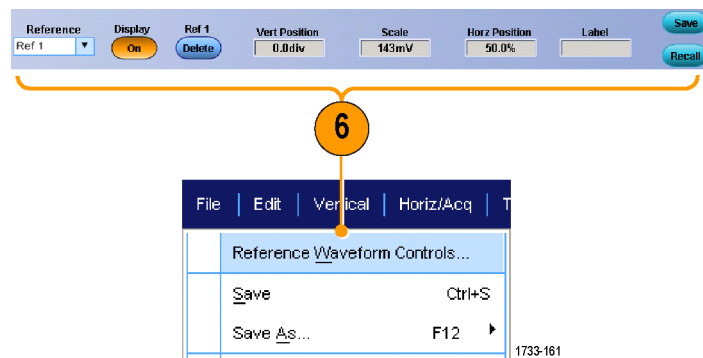 Reference Display Ref 1 Vert Position Scale Horz Position Label Save
Ref 1 On Delete 0.0div 143mV 50.0% Recall
6
File Edit Vertical Horiz/Acq T
Reference Waveform Controls...
Save Ctrl+S
Save As... F12
1733-161